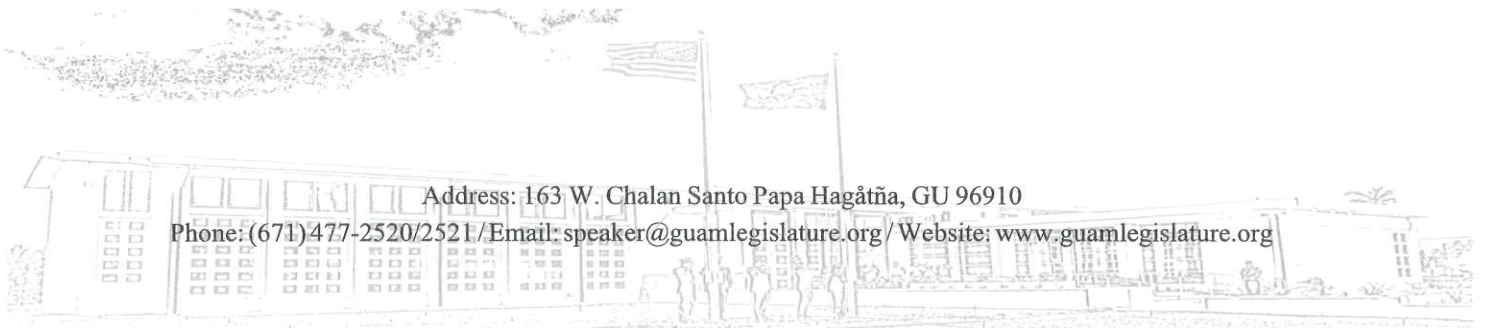 Address: 163 W. Chalan Santo Papa Hagåtña, GU 96910
Phone: (671) 477-2520/2521 / Email: speaker@guamlegislature.org / Website: www.guamlegislature.org